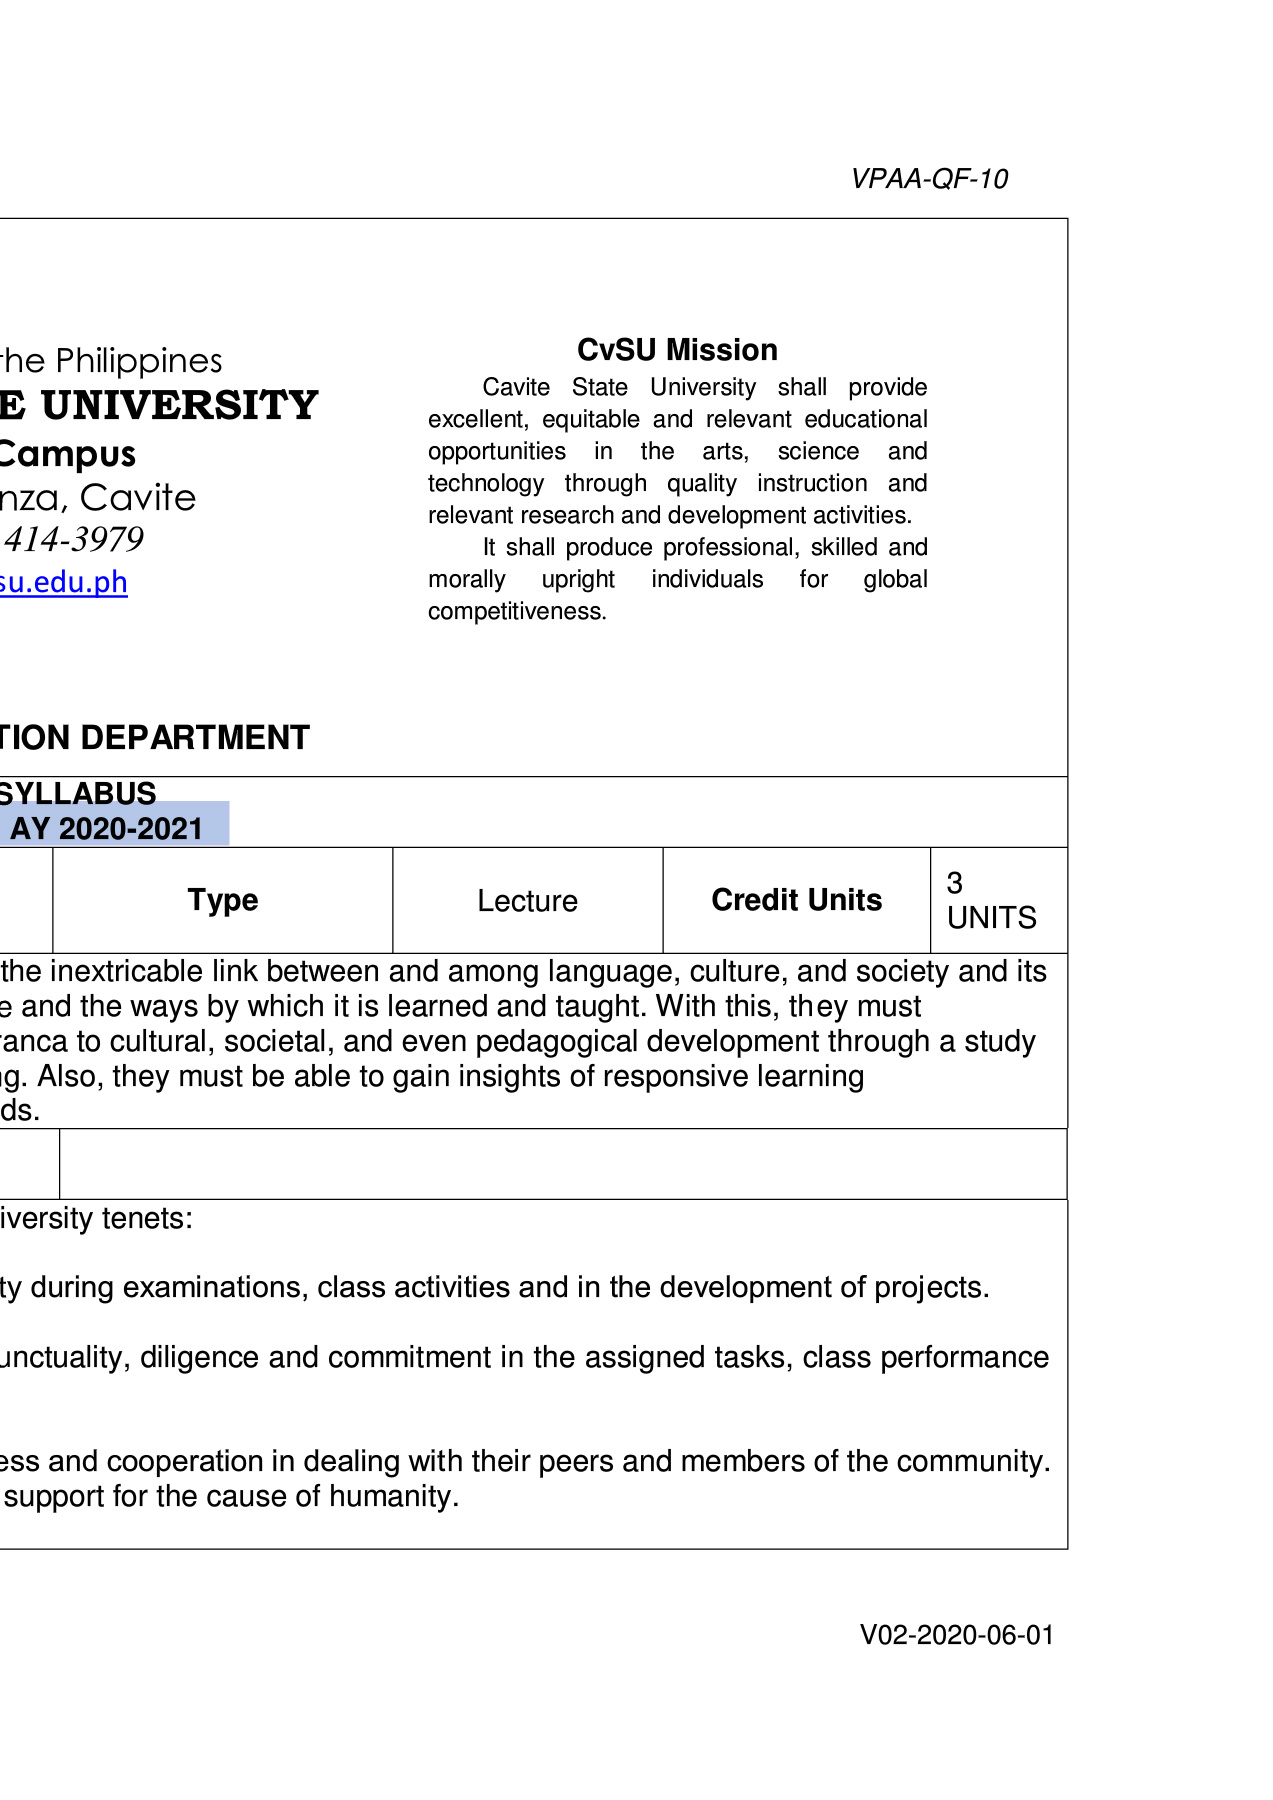 VPAA-QF-10
the Philippines
E UNIVERSITY
Campus
nza, Cavite
414-3979
su.edu.ph
CvSU Mission
Cavite State University shall provide
excellent, equitable and relevant educational
opportunities in the arts, science and
technology through quality instruction and
relevant research and development activities.
It shall produce professional, skilled and
morally upright individuals for global
competitiveness.
TION DEPARTMENT
SYLLABUS
AY 2020-2021
Type
Lecture
Credit Units
3
UNITS
the inextricable link between and among language, culture, and society and its
e and the ways by which it is learned and taught. With this, they must
ranca to cultural, societal, and even pedagogical development through a study
ng. Also, they must be able to gain insights of responsive learning
ds.
iversity tenets:
ty during examinations, class activities and in the development of projects.
unctuality, diligence and commitment in the assigned tasks, class performance
ess and cooperation in dealing with their peers and members of the community.
support for the cause of humanity.
V02-2020-06-01